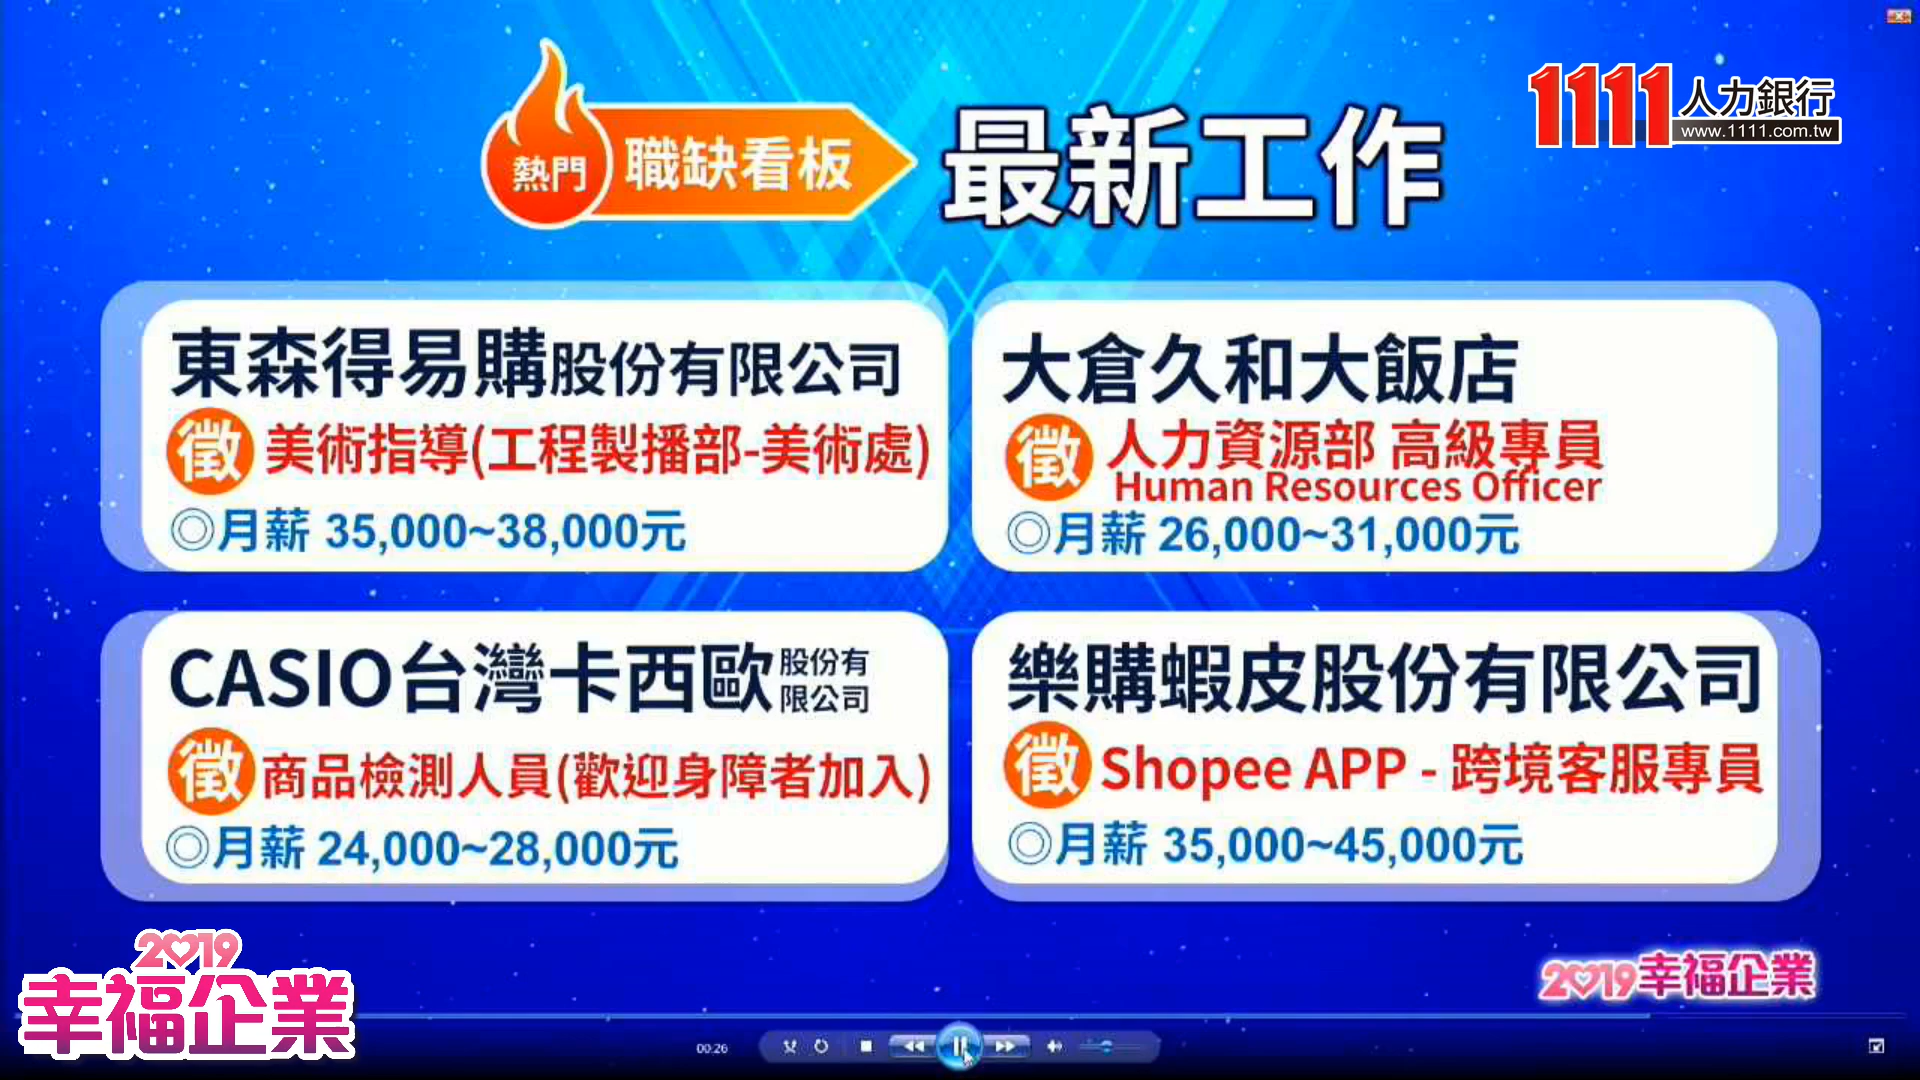 熱門
職缺看板
最新工作
1111人力銀行
www.1111.com.tw
東森得易購股份有限公司
徵 美術指導(工程製播部-美術處)
◎月薪 35,000~38,000元
大倉久和大飯店
徵 人力資源部 高級專員
Human Resources Officer
◎月薪 26,000~31,000元
CASIO台灣卡西歐股份有
限公司
徵 商品檢測人員(歡迎身障者加入)
◎月薪 24,000~28,000元
樂購蝦皮股份有限公司
徵 Shopee APP - 跨境客服專員
◎月薪 35,000~45,000元
2019
幸福企業
2019幸福企業
00:26